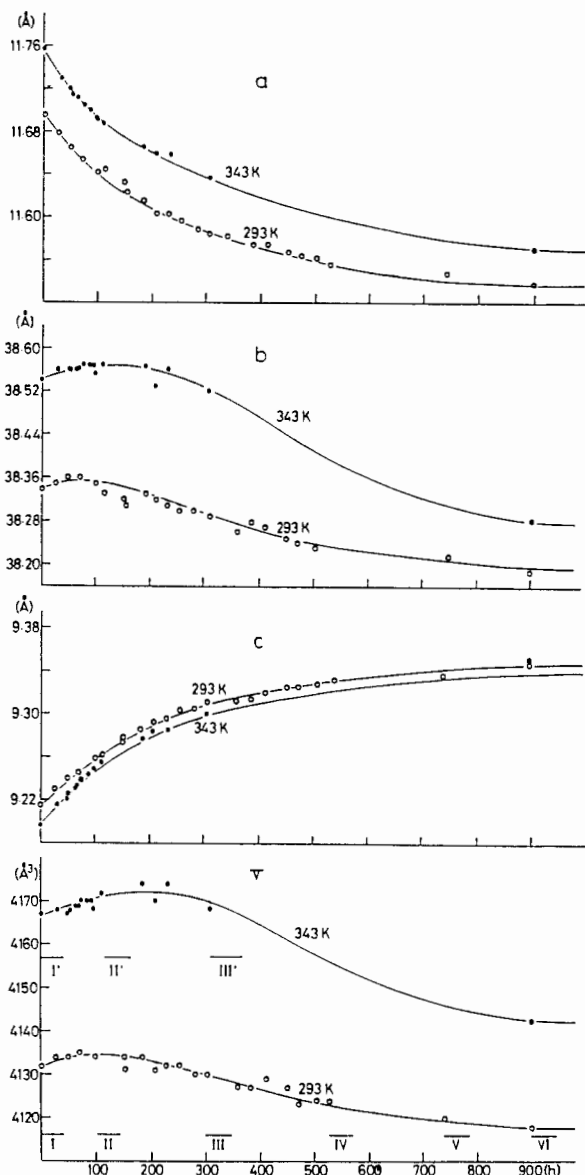 (Å)
11·76
a
11·68
343 K
11·60
293 K
(Å)
38·60
b
38·52
343 K
38·44
38·36
293 K
38·28
38·20
(Å)
9·38
c
293 K
9·30
343 K
9·22
(Å³)
V
4170
4160
343 K
I' II' III'
4150
4140
4130
293 K
4120
I II III IV V VI
0 100 200 300 400 500 600 700 800 900(h)